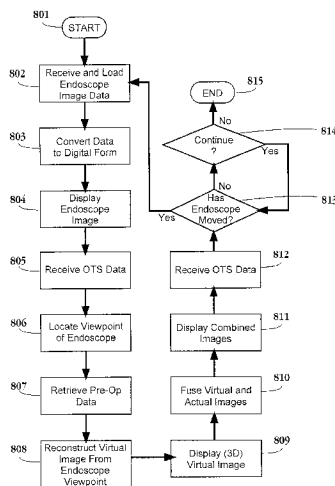 801
START
802
Receive and Load
Endoscope
Image Data
803
Convert Data
to Digital Form
804
Display
Endoscope
Image
805
Receive OTS Data
806
Locate Viewpoint
of Endoscope
807
Retrieve Pre-Op
Data
808
Reconstruct Virtual
Image From
Endoscope
Viewpoint
809
Display (3D)
Virtual Image
810
Fuse Virtual and
Actual Images
811
Display Combined
Images
812
Receive OTS Data
813
Has
Endoscope
Moved?
Yes
No
814
Continue
?
Yes
No
815
END